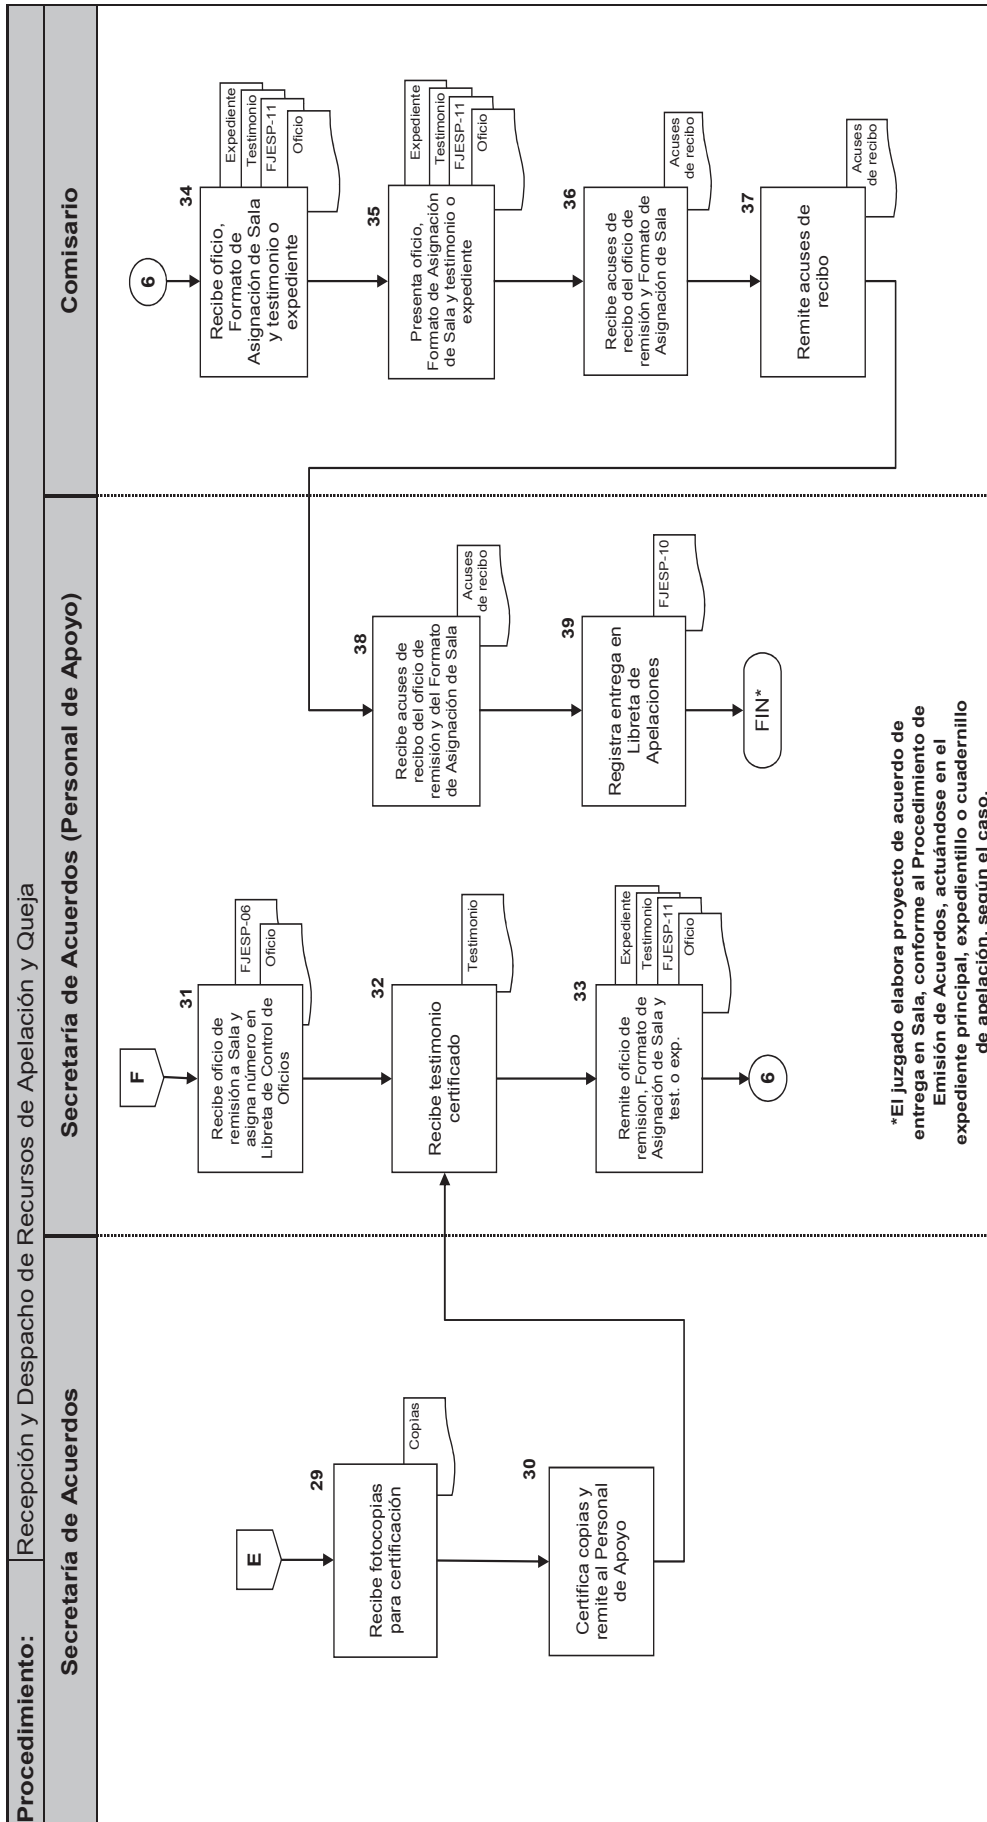 Procedimiento:
Recepción y Despacho de Recursos de Apelación y Queja
Secretaría de Acuerdos
Secretaría de Acuerdos (Personal de Apoyo)
Comisario
E
29
Recibe fotocopias
para certificación
Copias
30
Certifica copias y
remite al Personal
de Apoyo
F
31
Recibe oficio de
remisión a Sala y
asigna número en
Libreta de Control de
Oficios
FJESP-06
Oficio
32
Recibe testimonio
certificado
Testimonio
33
Remite oficio de
remision, Formato de
Asignación de Sala y
test. o exp.
Expediente
Testimonio
FJESP-11
Oficio
6
38
Recibe acuses de
recibo del oficio de
remisión y del Formato
de Asignación de Sala
Acuses
de recibo
39
Registra entrega en
Libreta de
Apelaciones
FJESP-10
FIN*
*El juzgado elabora proyecto de acuerdo de
entrega en Sala, conforme al Procedimiento de
Emisión de Acuerdos, actuándose en el
expediente principal, expedientillo o cuadernillo
de apelación, según el caso.
6
34
Recibe oficio,
Formato de
Asignación de Sala
y testimonio o
expediente
Expediente
Testimonio
FJESP-11
Oficio
35
Presenta oficio,
Formato de Asignación
de Sala y testimonio o
expediente
Expediente
Testimonio
FJESP-11
Oficio
36
Recibe acuses de
recibo del oficio de
remisión y Formato de
Asignación de Sala
Acuses
de recibo
37
Remite acuses de
recibo
Acuses
de recibo